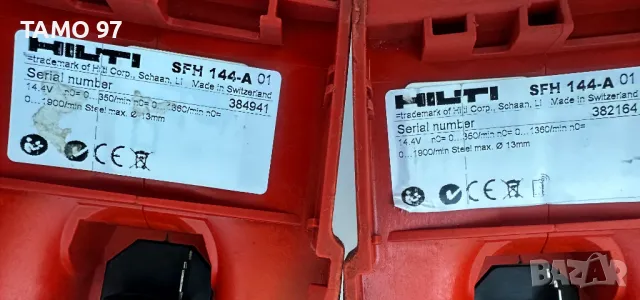 TAMO 97
HILTI SFH 144-A 01
=trademark of Hilti Corp., Schaan, LI Made in Switzerland
Serial number 384941
14.4V n0= 0...350/min n0= 0...1360/min n0=
0...1900/min Steel max. Ø 13mm
CE
HILTI SFH 144-A 01
=trademark of Hilti Corp., Schaan, LI Made in Switzerland
Serial number 382164
14.4V n0= 0...350/min n0= 0...1360/min n0=
0...1900/min Steel max. Ø 13mm
CE
BAZAR
bg